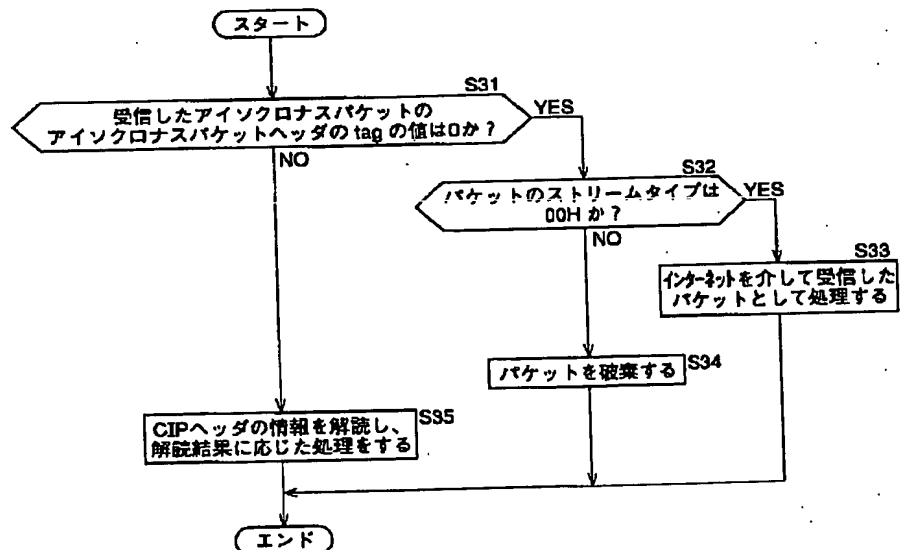 スタート
S31
受信したアイソクロナスパケットの
アイソクロナスパケットヘッダの tag の値は0か？
YES
NO
S32
パケットのストリームタイプは
00H か？
YES
NO
S33
インターネットを介して受信した
パケットとして処理する
パケットを破棄する
S34
CIPヘッダの情報を解読し、
解読結果に応じた処理をする
S35
エンド